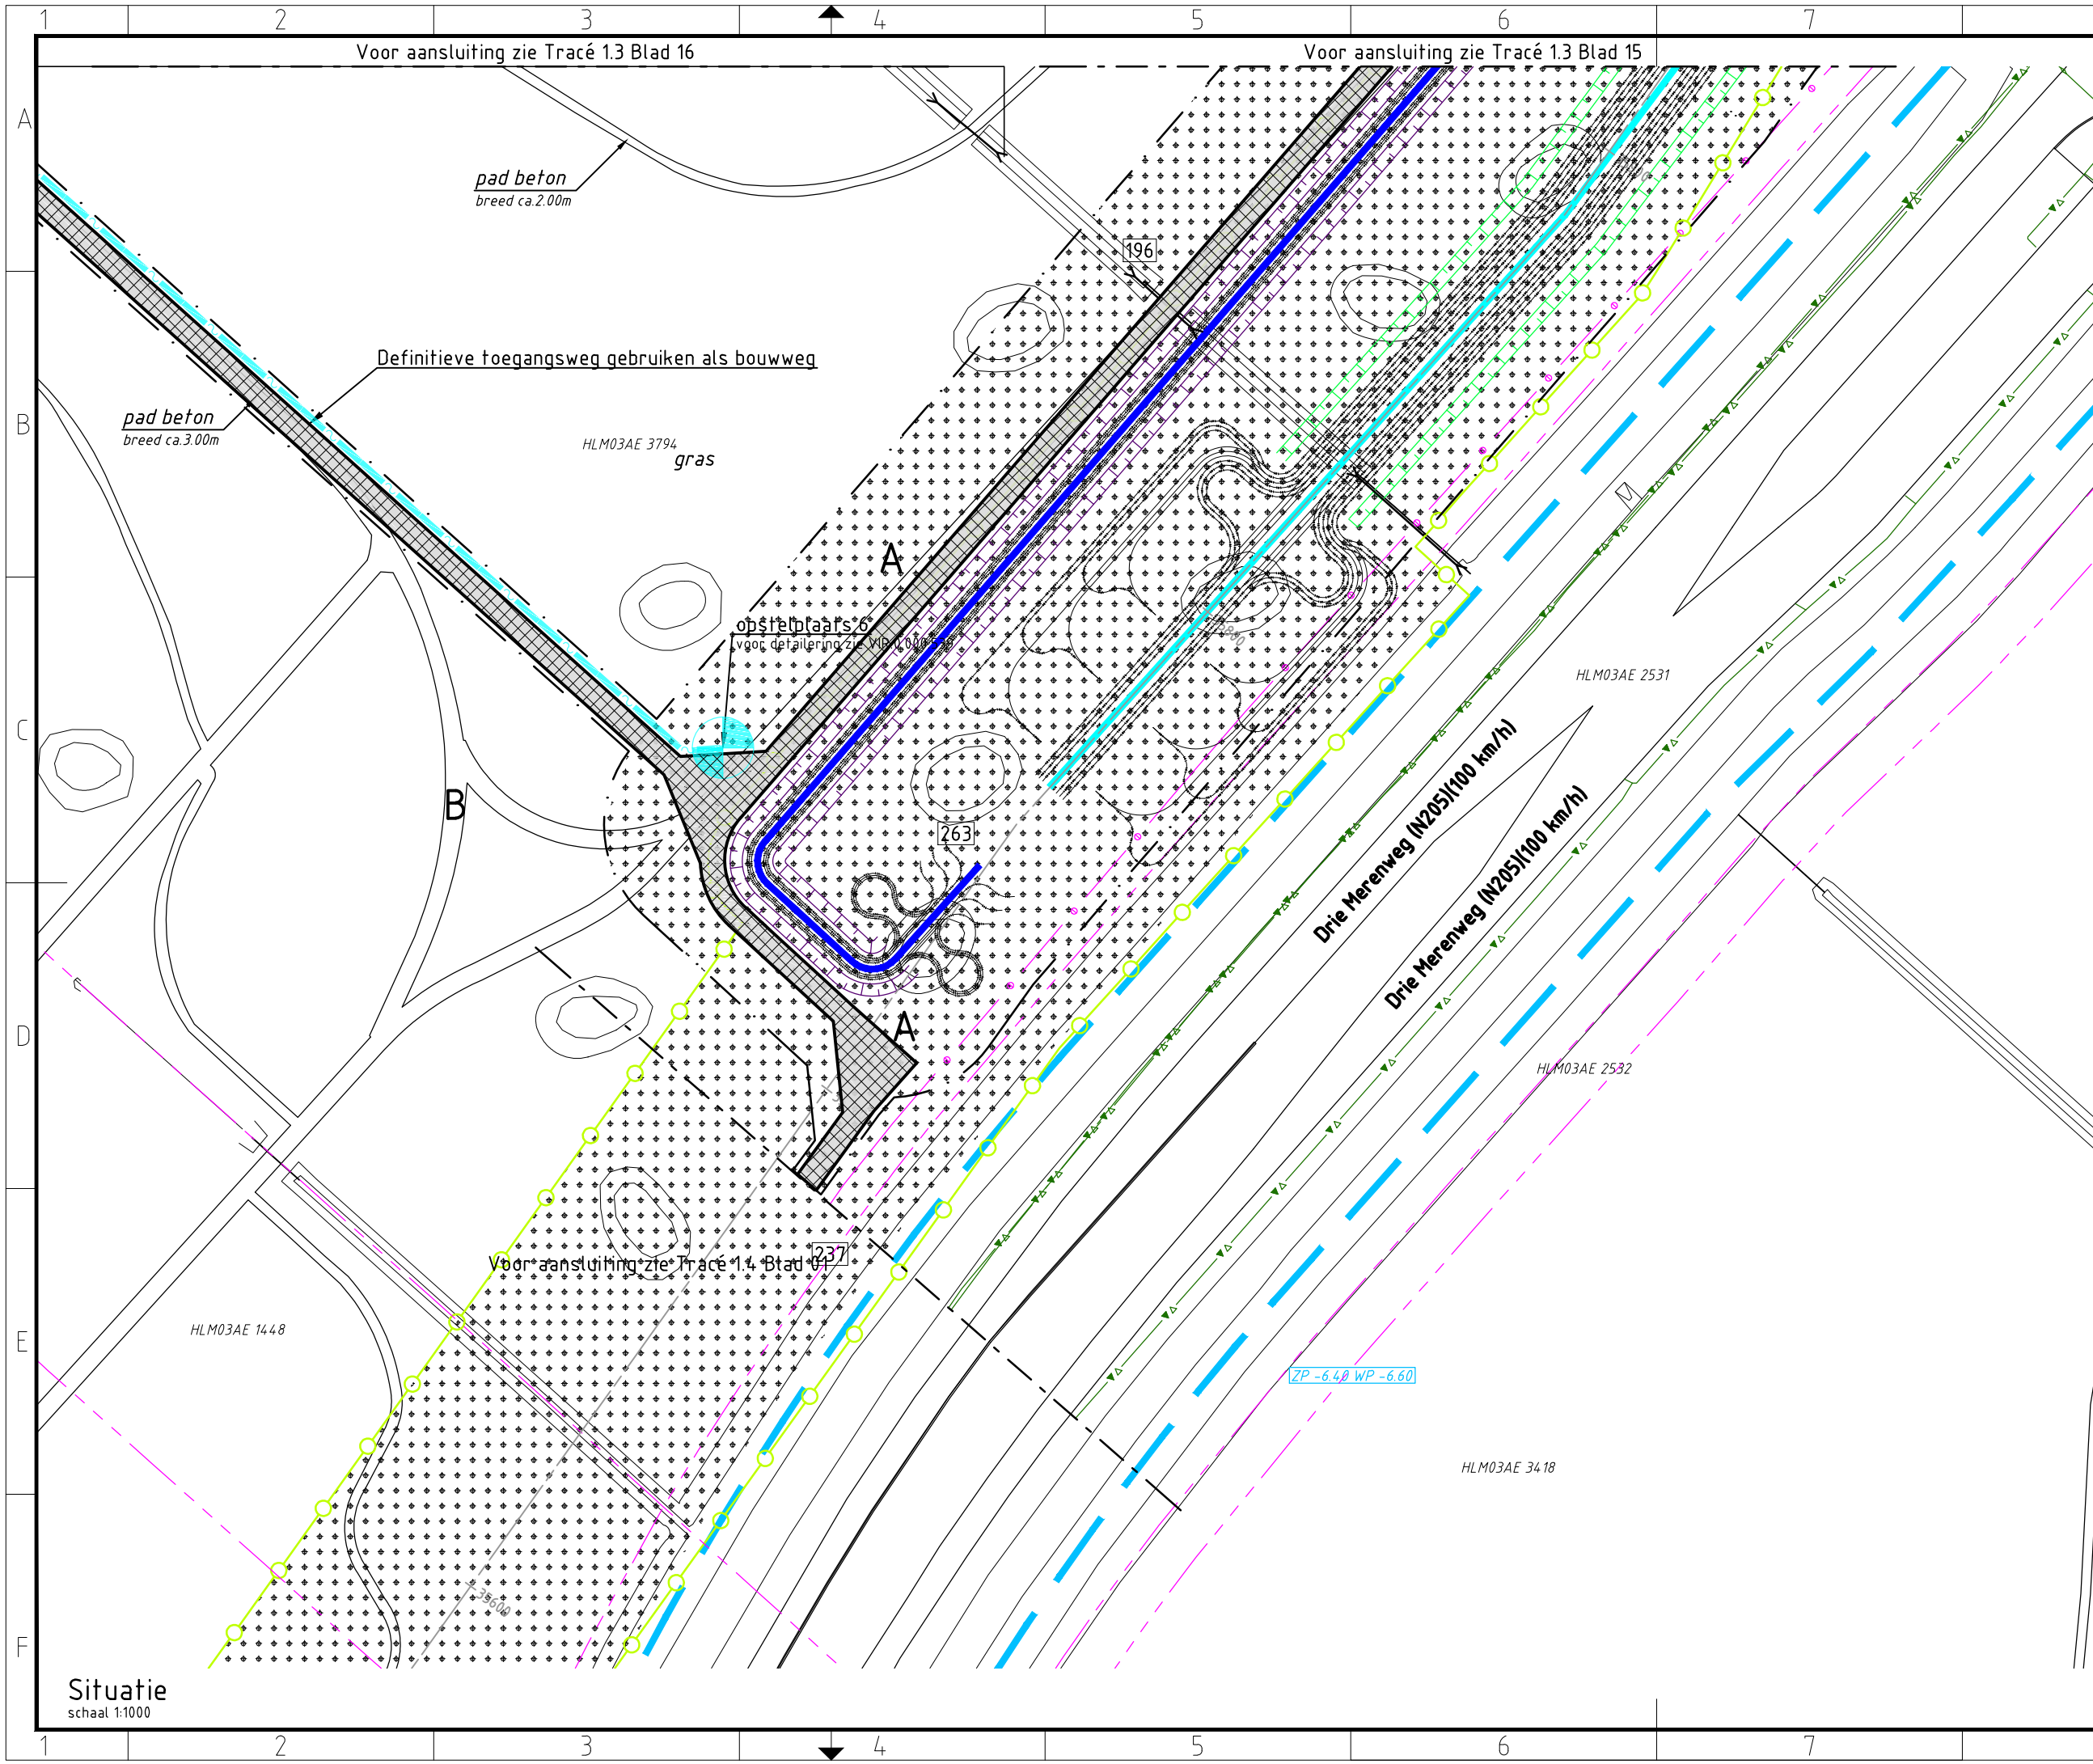 1 2 3 4 5 6 7
Voor aansluiting zie Tracé 1.3 Blad 16
Voor aansluiting zie Tracé 1.3 Blad 15
A
pad beton
breed ca.2.00m
196
Definitieve toegangsweg gebruiken als bouwweg
pad beton
breed ca.3.00m
B
HLM03AE 3794
gras
A
opstelplaats 6
voor detailering zie
HLM03AE 2531
C
B
263
Drie Merenweg (N205)(100 km/h)
Drie Merenweg (N205)(100 km/h)
A
D
HLM03AE 2532
237
Voor aansluiting zie Tracé 1.4 Blad 01
HLM03AE 1448
E
ZP -6.40 WP -6.60
HLM03AE 3418
35600
F
Situatie
schaal 1:1000
1 2 3 4 5 6 7